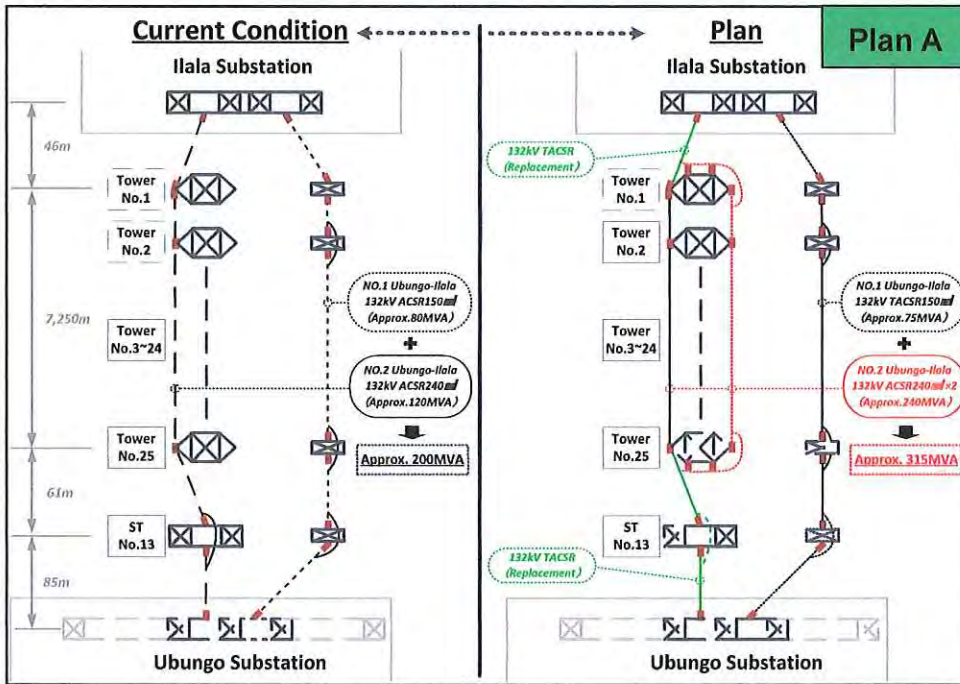 Current Condition
Plan
Plan A
Ilala Substation
Ilala Substation
46m
Tower
No.1
Tower
No.2
7,250m
Tower
No.3~24
Tower
No.25
61m
ST
No.13
85m
Ubungo Substation
NO.1 Ubungo-Ilala
132kV ACSR150㎟
(Approx.80MVA)
+
NO.2 Ubungo-Ilala
132kV ACSR240㎟
(Approx.120MVA)
Approx. 200MVA
132kV TACSR
(Replacement)
Tower
No.1
Tower
No.2
Tower
No.3~24
Tower
No.25
ST
No.13
132kV TACSR
(Replacement)
NO.1 Ubungo-Ilala
132kV TACSR150㎟
(Approx.75MVA)
+
NO.2 Ubungo-Ilala
132kV ACSR240㎟×2
(Approx.240MVA)
Approx. 315MVA
Ubungo Substation